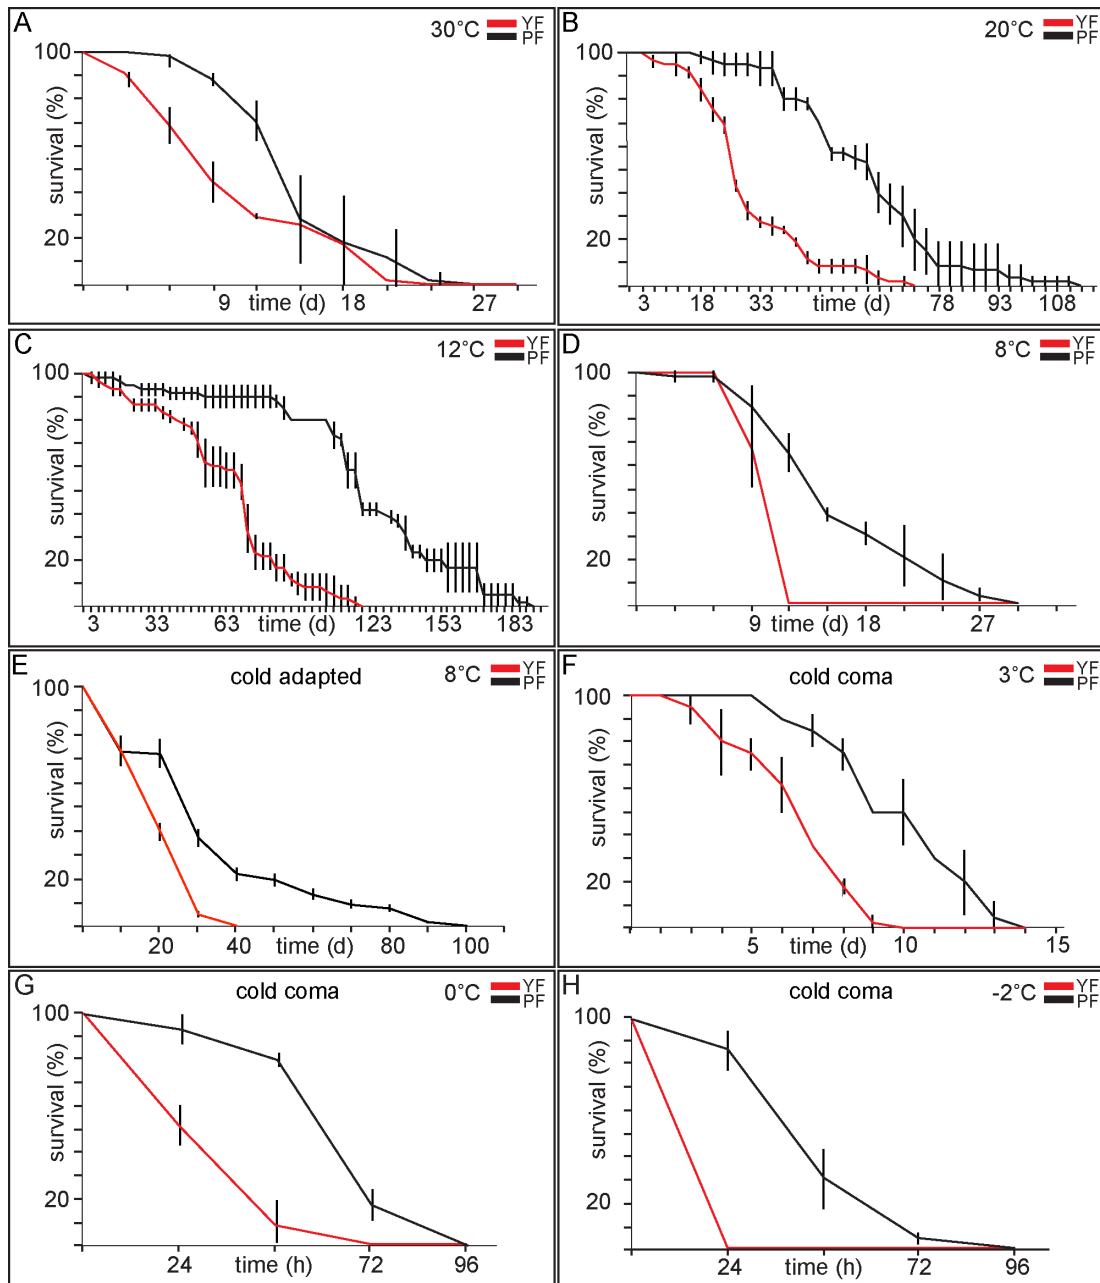 A
30°C
YF
PF
100
20
survival (%)
9
time (d)
18
27
B
20°C
YF
PF
100
20
survival (%)
3
18
33
time (d)
78
93
108
C
12°C
YF
PF
100
20
survival (%)
3
33
63
time (d)
123
153
183
D
8°C
YF
PF
100
20
survival (%)
9
time (d)
18
27
E
cold adapted
8°C
YF
PF
100
20
survival (%)
20
40
time (d)
80
100
F
cold coma
3°C
YF
PF
100
20
survival (%)
5
time (d)
10
15
G
cold coma
0°C
YF
PF
100
20
survival (%)
24
time (h)
72
96
H
cold coma
-2°C
YF
PF
100
20
survival (%)
24
time (h)
72
96